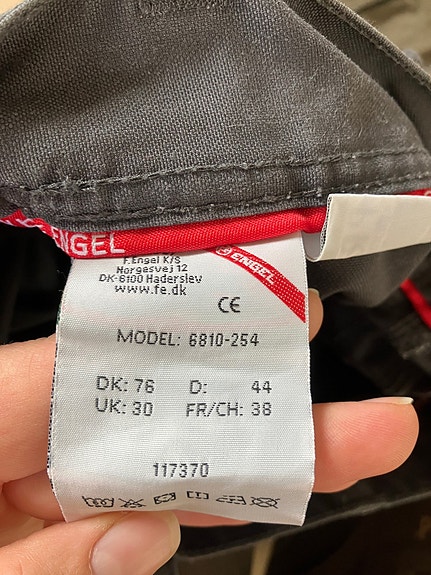 ENGEL
F.Engel K/S
Norgesvej 12
DK-6100 Haderslev
www.fe.dk
ENGEL
CE
MODEL: 6810-254
DK: 76 D: 44
UK: 30 FR/CH: 38
117370